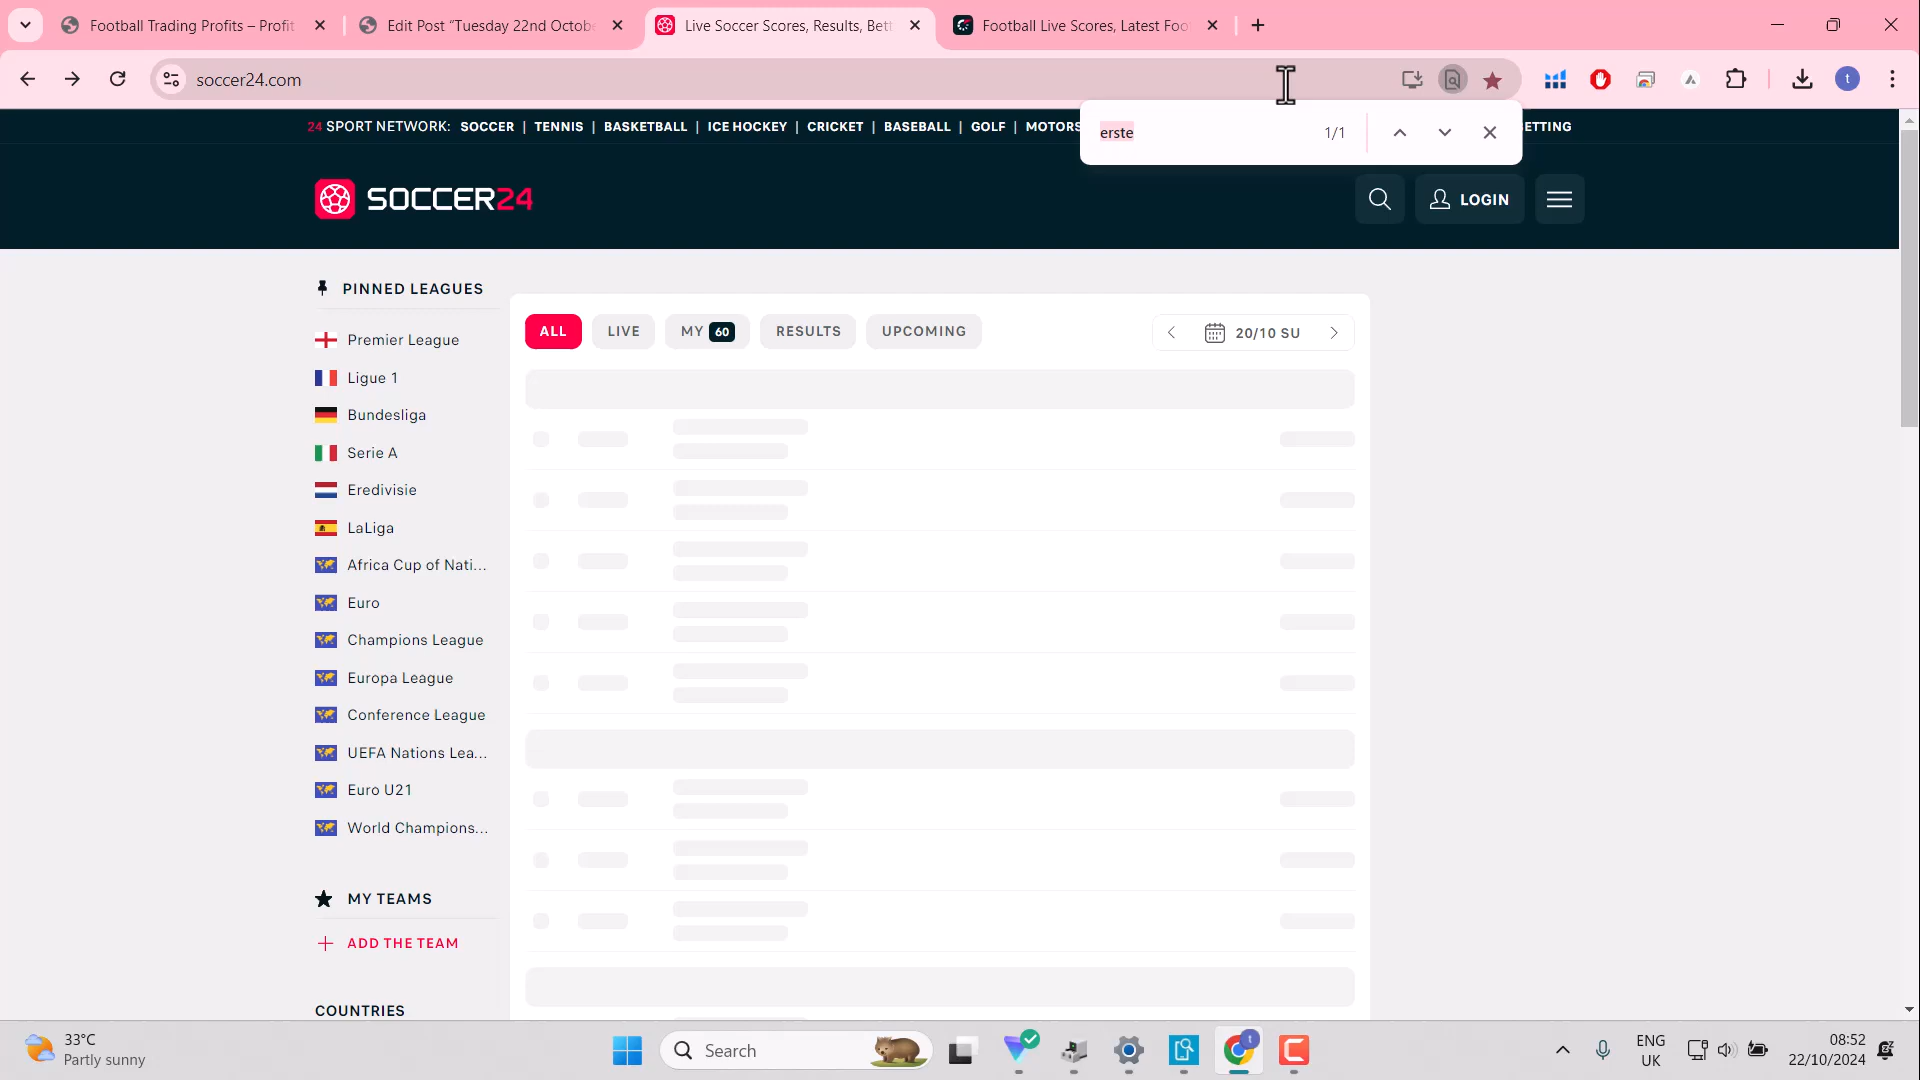 Football Trading Profits – Profit
Edit Post “Tuesday 22nd Octobe
Live Soccer Scores, Results, Bett
Football Live Scores, Latest Foo
soccer24.com
t
erste
1/1
24 SPORT NETWORK: SOCCER | TENNIS | BASKETBALL | ICE HOCKEY | CRICKET | BASEBALL | GOLF | MOTORS
ETTING
SOCCER24
LOGIN
PINNED LEAGUES
Premier League
Ligue 1
Bundesliga
Serie A
Eredivisie
LaLiga
Africa Cup of Nati...
Euro
Champions League
Europa League
Conference League
UEFA Nations Lea...
Euro U21
World Champions...
MY TEAMS
ADD THE TEAM
COUNTRIES
ALL
LIVE
MY 60
RESULTS
UPCOMING
20/10 SU
33°C
Partly sunny
Search
t
ENG
UK
08:52
22/10/2024